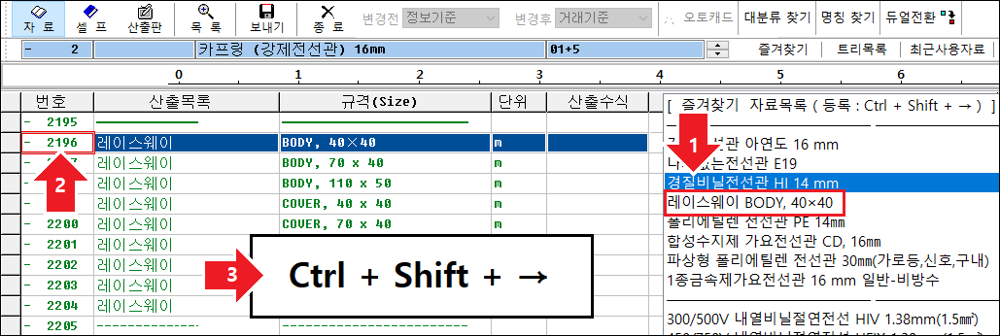 자 료 셀 프 산출판 목 록 보내기 종 료 변경전 정보기준 변경후 거래기준 오토캐드 대분류 찾기 명칭 찾기 듀얼전환
- 2 카프링 (강제전선관) 16mm 01+5 즐겨찾기 트리목록 최근사용자료
0 1 2 3 4 5 6
번호 산출목록 규격(Size) 단위 산출수식
[ 즐겨찾기 자료목록 ( 등록 : Ctrl + Shift + → ) ]
- 2195
- 2196 레이스웨이 BODY, 40×40 m
레이스웨이 BODY, 70 x 40 m
레이스웨이 BODY, 110 x 50 m
레이스웨이 COVER, 40 x 40 m
- 2200 레이스웨이 COVER, 70 x 40 m
- 2201 레이스웨이
- 2202 레이스웨이
- 2203 레이스웨이
- 2204 레이스웨이
- 2205
1
2
3 Ctrl + Shift + →
전선관 아연도 16 mm
전선관 E19
경질비닐전선관 HI 14 mm
레이스웨이 BODY, 40×40
폴리에틸렌 전선관 PE 14㎜
합성수지제 가요전선관 CD, 16㎜
파상형 폴리에틸렌 전선관 30㎜(가로등,신호,구내)
1종금속제가요전선관 16 mm 일반-비방수
300/500V 내열비닐절연전선 HIV 1.38mm(1.5㎟)